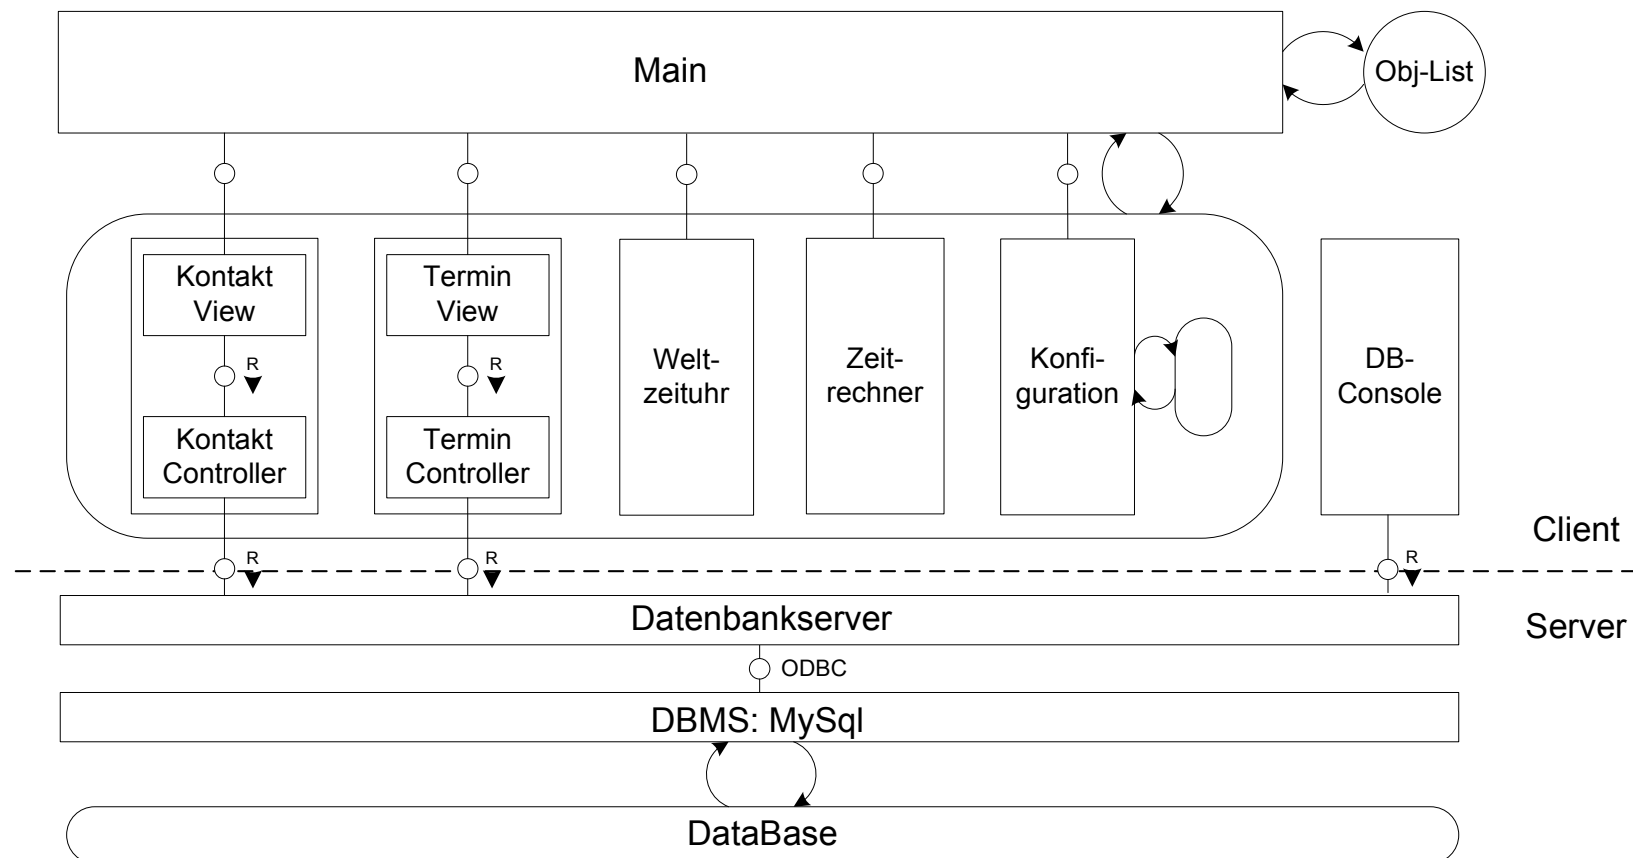 Main
Obj-List
Kontakt
View
R
Kontakt
Controller
Termin
View
R
Termin
Controller
Welt-
zeituhr
Zeit-
rechner
Konfi-
guration
DB-
Console
Client
R
R
R
Server
Datenbankserver
ODBC
DBMS: MySql
DataBase